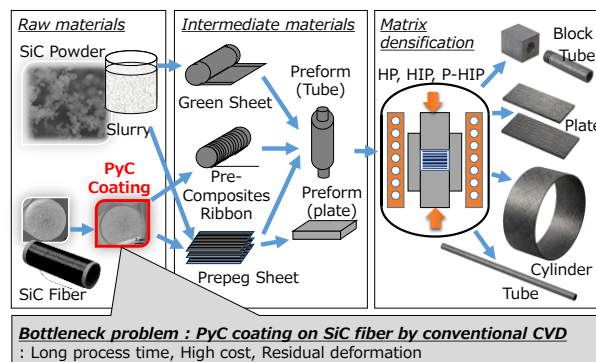 Raw materials
SiC Powder
Slurry
PyC
Coating
SiC Fiber
Intermediate materials
Green Sheet
Preform
(Tube)
Pre-
Composites
Ribbon
Preform
(plate)
Prepeg Sheet
Matrix
densification
HP, HIP, P-HIP
Block
Tube
Plate
Cylinder
Tube
Bottleneck problem : PyC coating on SiC fiber by conventional CVD
: Long process time, High cost, Residual deformation